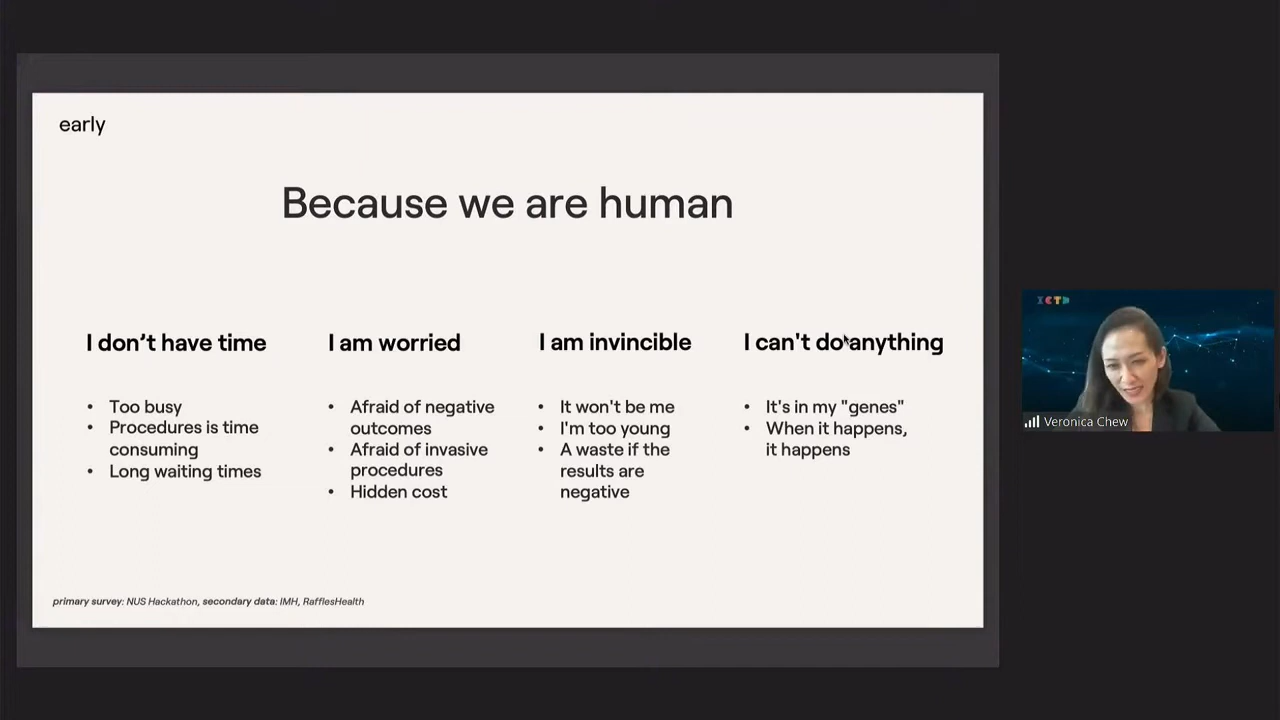 early
Because we are human
I don’t have time
• Too busy
• Procedures is time
consuming
• Long waiting times
I am worried
• Afraid of negative
outcomes
• Afraid of invasive
procedures
• Hidden cost
I am invincible
• It won't be me
• I'm too young
• A waste if the
results are
negative
I can't do anything
• It's in my "genes"
• When it happens,
it happens
primary survey: NUS Hackathon, secondary data: IMH, RafflesHealth
ICTD
Veronica Chew